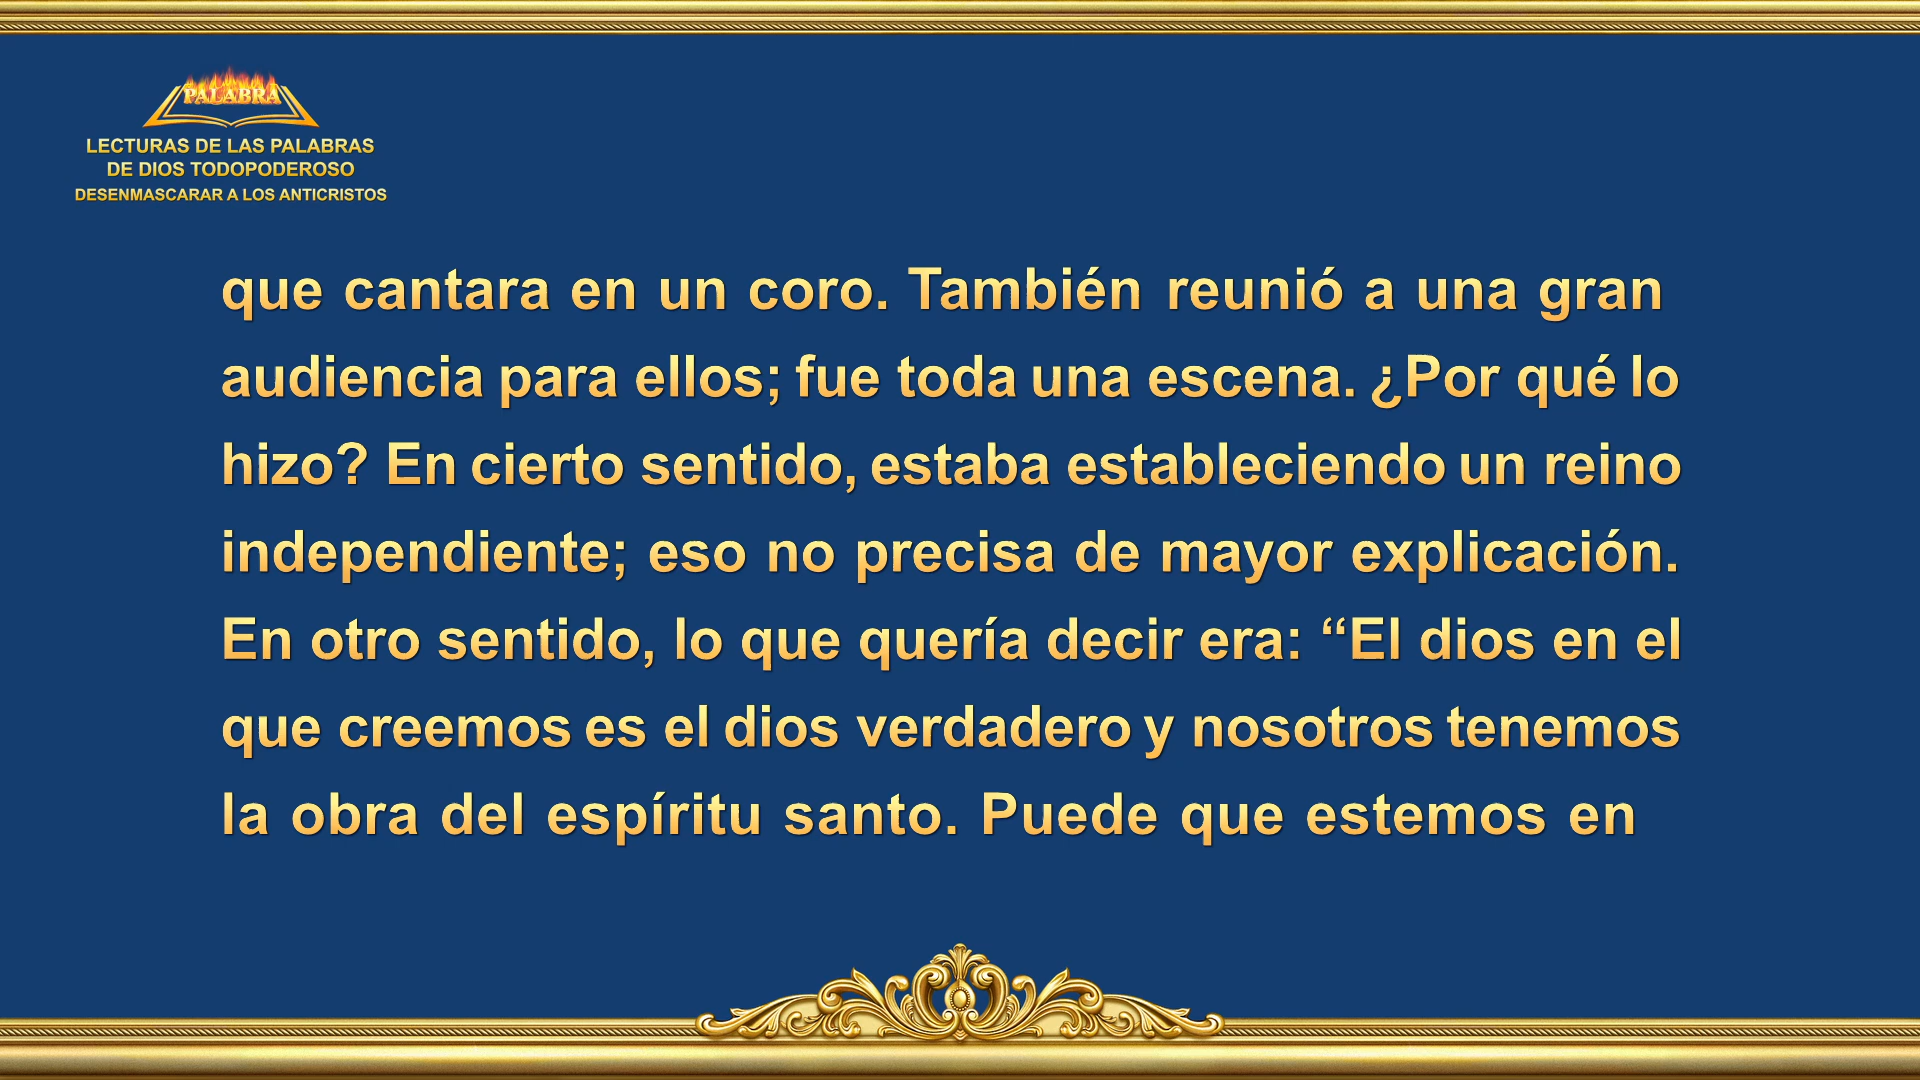 PALABRA
LECTURAS DE LAS PALABRAS
DE DIOS TODOPODEROSO
DESENMASCARAR A LOS ANTICRISTOS
que cantara en un coro. También reunió a una gran
audiencia para ellos; fue toda una escena. ¿Por qué lo
hizo? En cierto sentido, estaba estableciendo un reino
independiente; eso no precisa de mayor explicación.
En otro sentido, lo que quería decir era: “El dios en el
que creemos es el dios verdadero y nosotros tenemos
la obra del espíritu santo. Puede que estemos en